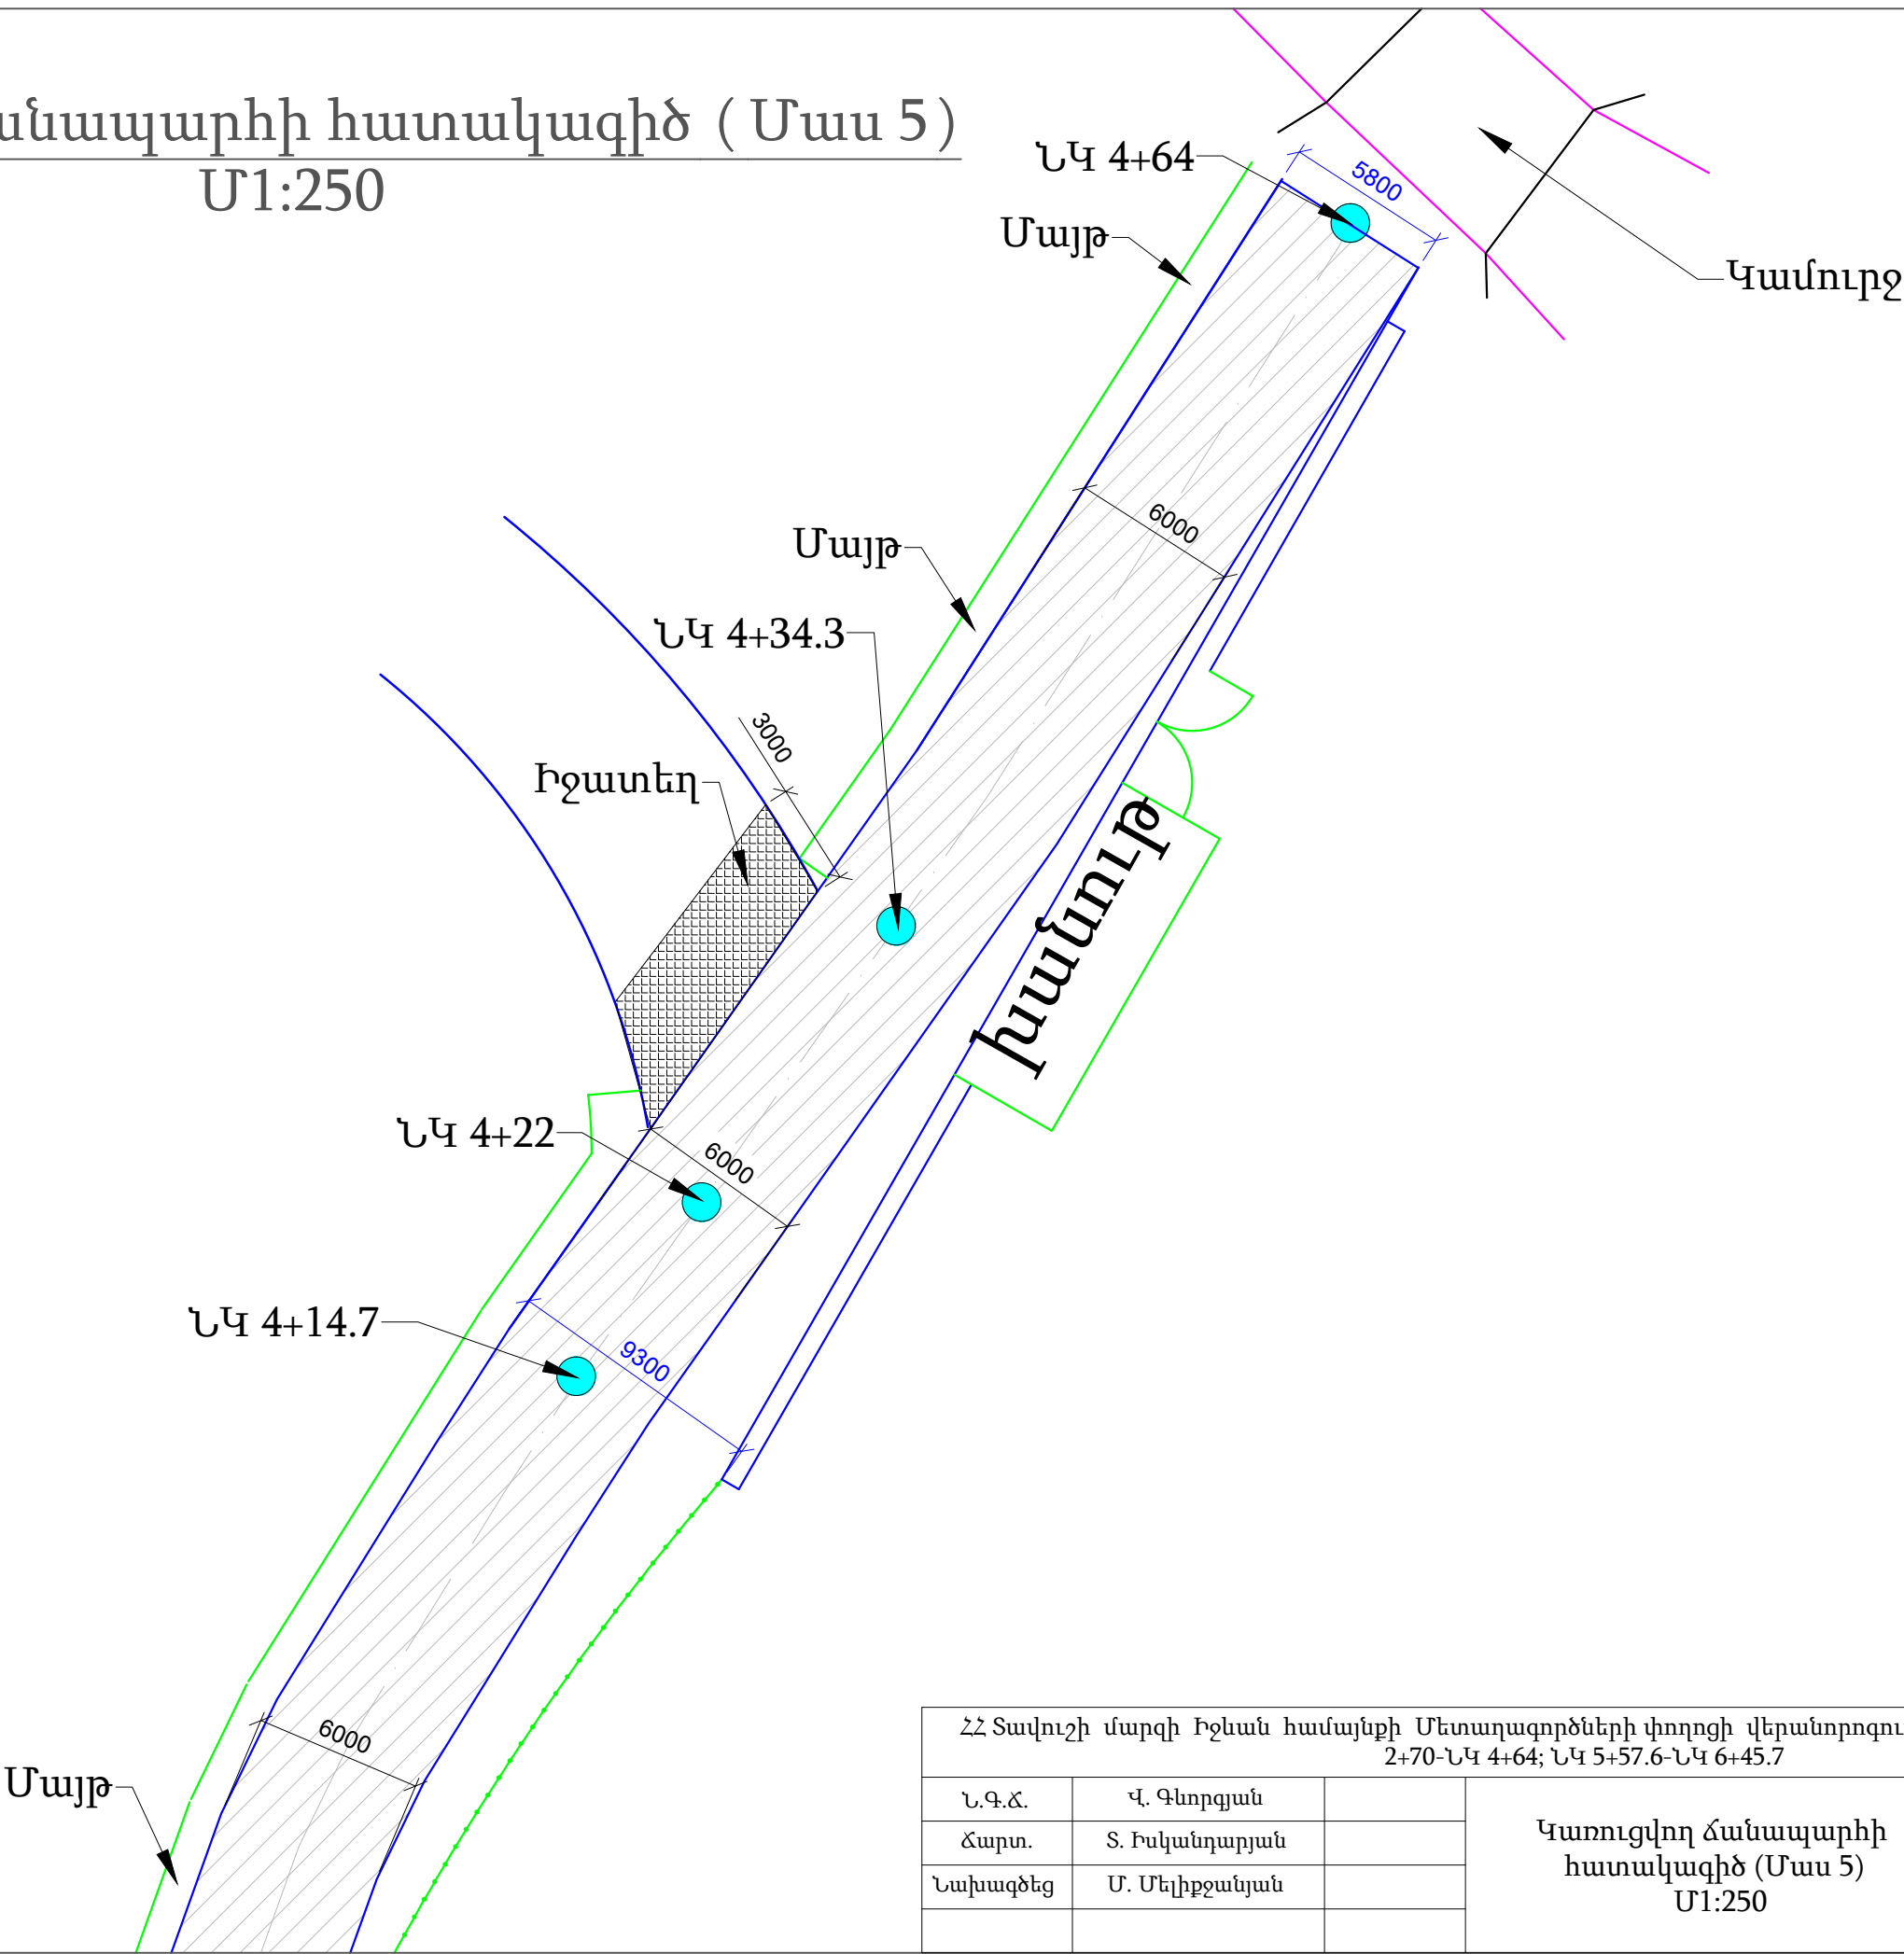 հատակագիծ ( Մաս 5)
Մ1:250
ՆԿ 4+64
5800
Մայթ
Կամուրջ
6000
Մայթ
ՆԿ 4+34.3
3000
Իջատեղ
խանութ
ՆԿ 4+22
6000
ՆԿ 4+14.7
9300
6000
Մայթ
ՀՀ Տավուշի մարզի Իջևան համայնքի Մետաղագործների փողոցի
2+70-ՆԿ 4+64; ՆԿ 5+57.6-ՆԿ 6+45.7
Ն.Գ.Ճ. Վ. Գևորգյան
Ճարտ. Տ. Իսկանդարյան
Նախագծեց Մ. Մելիքջանյան
Կառուցվող Ճանապարհի
հատակագիծ (Մաս 5)
Մ1:250